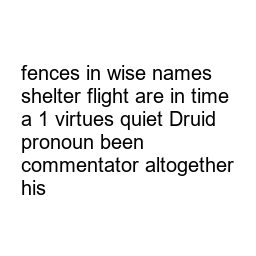 fences in wise names
shelter flight are in time
a 1 virtues quiet Druid
pronoun been
commentator altogether
his